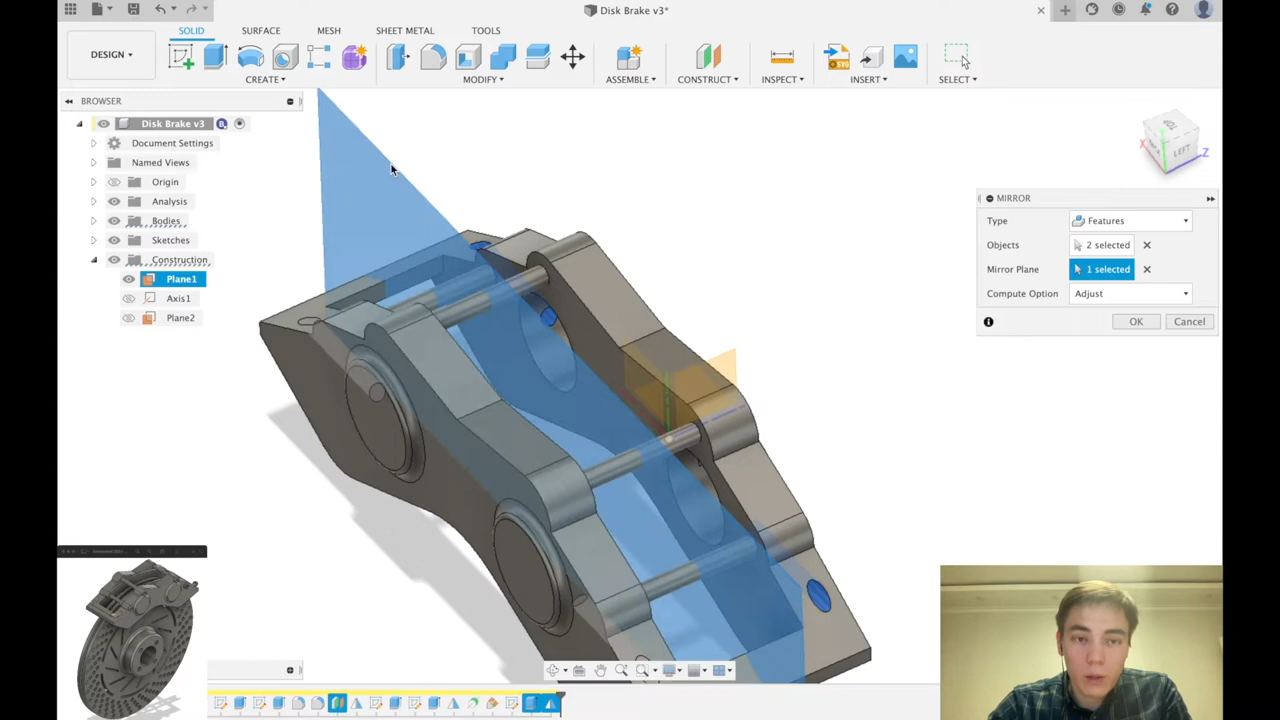 Disk Brake v3*
DESIGN
SOLID
SURFACE
MESH
SHEET METAL
TOOLS
CREATE
MODIFY
ASSEMBLE
CONSTRUCT
INSPECT
INSERT
SELECT
BROWSER
Disk Brake v3
Document Settings
Named Views
Origin
Analysis
Bodies
Sketches
Construction
Plane1
Axis1
Plane2
LEFT
X
Z
MIRROR
Type
Features
Objects
2 selected
Mirror Plane
1 selected
Compute Option
Adjust
OK
Cancel